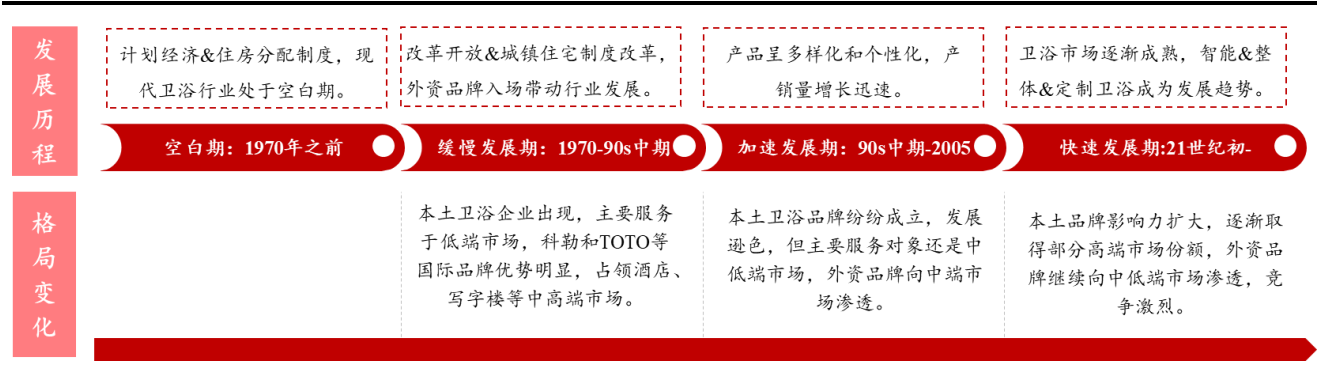 发展历程
计划经济&住房分配制度，现
代卫浴行业处于空白期。
改革开放&城镇住宅制度改革，
外资品牌入场带动行业发展。
产品呈多样化和个性化，产
销量增长迅速。
卫浴市场逐渐成熟，智能&整
体&定制卫浴成为发展趋势。
空白期：1970年之前
缓慢发展期：1970-90s中期
加速发展期：90s中期-2005
快速发展期:21世纪初-
格局变化
本土卫浴企业出现，主要服务
于低端市场，科勒和TOTO等
国际品牌优势明显，占领酒店、
写字楼等中高端市场。
本土卫浴品牌纷纷成立，发展
逊色，但主要服务对象还是中
低端市场，外资品牌向中端市
场渗透。
本土品牌影响力扩大，逐渐取
得部分高端市场份额，外资品
牌继续向中低端市场渗透，竞
争激烈。